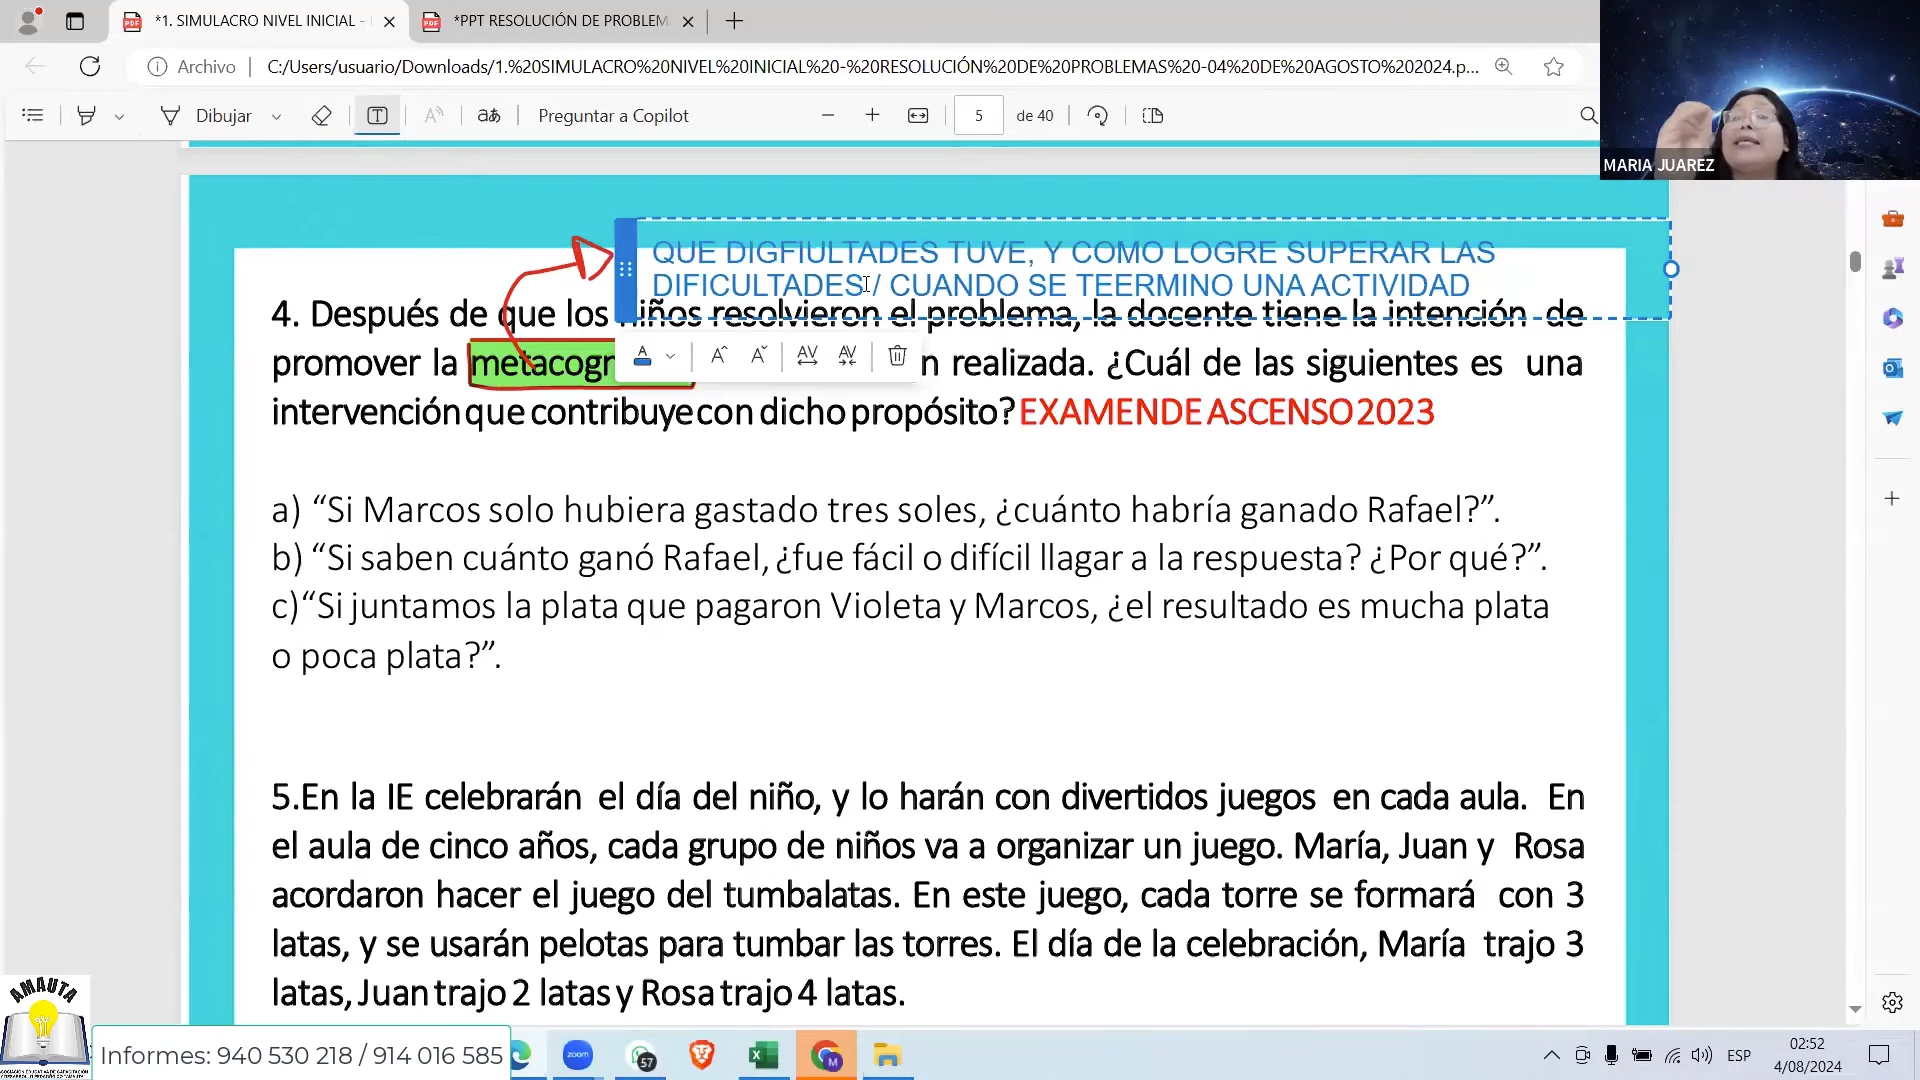 *1. SIMULACRO NIVEL INICIAL -
*PPT RESOLUCIÓN DE PROBLEM
Archivo
C:/Users/usuario/Downloads/1.%20SIMULACRO%20NIVEL%20INICIAL%20-%20RESOLUCIÓN%20DE%20PROBLEMAS%20-04%20DE%20AGOSTO%202024.p...
Dibujar
Preguntar a Copilot
5
de 40
MARIA JUAREZ
QUE DIGFIULTADES TUVE, Y COMO LOGRE SUPERAR LAS
DIFICULTADES / CUANDO SE TEERMINO UNA ACTIVIDAD
4. Después de que los niños resolvieron el problema, la docente tiene la intención de
promover la metacogn realizada. ¿Cuál de las siguientes es una
intervención que contribuye con dicho propósito? EXAMEN DE ASCENSO 2023
a) “Si Marcos solo hubiera gastado tres soles, ¿cuánto habría ganado Rafael?”.
b) “Si saben cuánto ganó Rafael, ¿fue fácil o difícil llagar a la respuesta? ¿Por qué?”.
c) “Si juntamos la plata que pagaron Violeta y Marcos, ¿el resultado es mucha plata
o poca plata?”.
5.En la IE celebrarán el día del niño, y lo harán con divertidos juegos en cada aula. En
el aula de cinco años, cada grupo de niños va a organizar un juego. María, Juan y Rosa
acordaron hacer el juego del tumbalatas. En este juego, cada torre se formará con 3
latas, y se usarán pelotas para tumbar las torres. El día de la celebración, María trajo 3
latas, Juan trajo 2 latas y Rosa trajo 4 latas.
AMAUTA
Informes: 940 530 218 / 914 016 585
zoom
57
ESP
02:52
4/08/2024